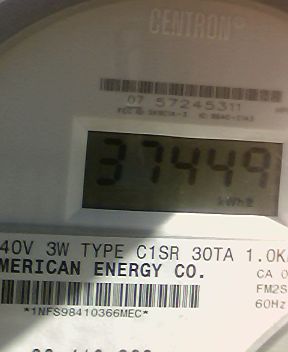 CENTRON®
07 57245311
37449
kWh
40V 3W TYPE C1SR 30TA 1.0K
MERICAN ENERGY CO.
CA 0
FM2S
60Hz
*1NFS98410366MEC*